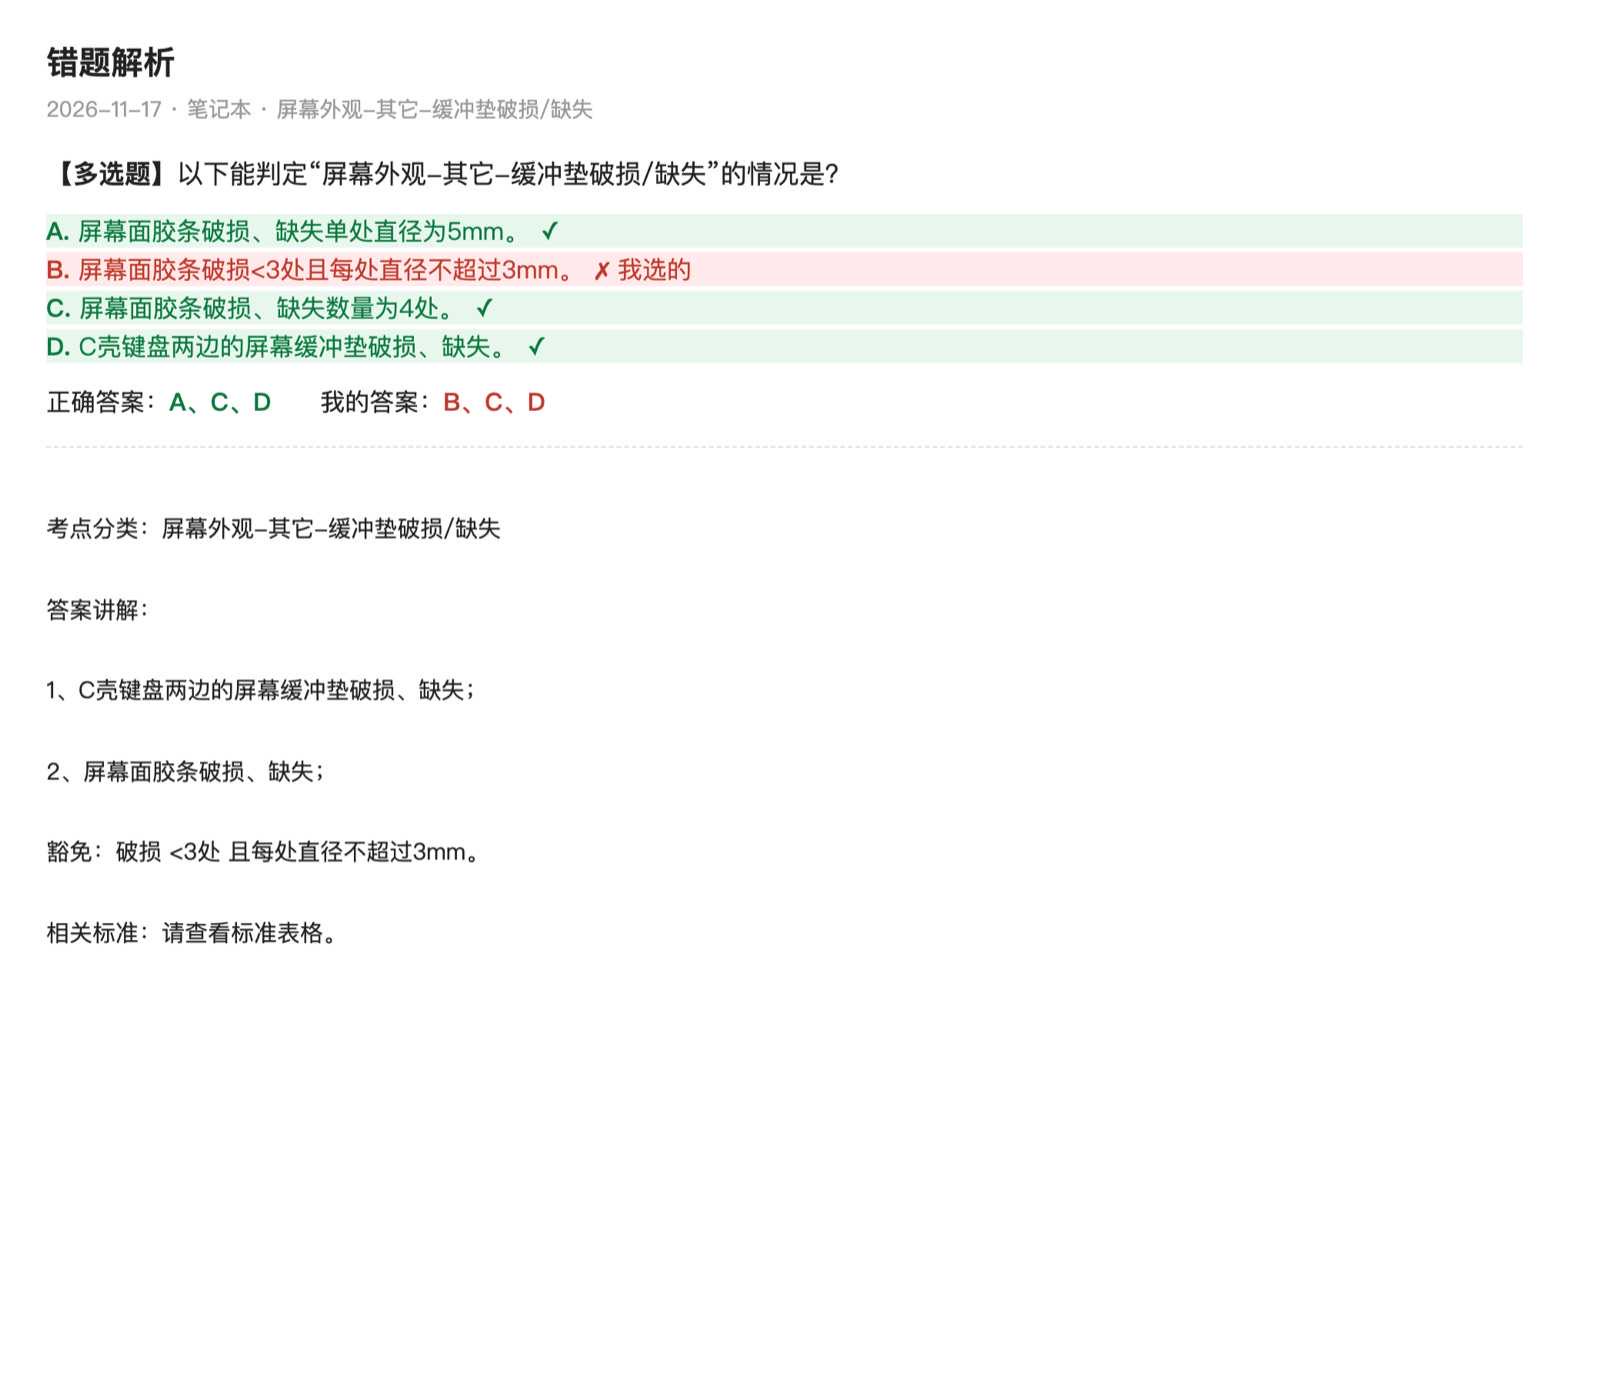 错题解析
2026-11-17 · 笔记本 · 屏幕外观-其它-缓冲垫破损/缺失
【多选题】以下能判定“屏幕外观-其它-缓冲垫破损/缺失”的情况是?
A. 屏幕面胶条破损、缺失单处直径为5mm。 ✓
B. 屏幕面胶条破损<3处且每处直径不超过3mm。 ✗ 我选的
C. 屏幕面胶条破损、缺失数量为4处。 ✓
D. C壳键盘两边的屏幕缓冲垫破损、缺失。 ✓
正确答案：A、C、D 我的答案：B、C、D
考点分类：屏幕外观-其它-缓冲垫破损/缺失
答案讲解：
1、C壳键盘两边的屏幕缓冲垫破损、缺失；
2、屏幕面胶条破损、缺失；
豁免：破损 <3处 且每处直径不超过3mm。
相关标准：请查看标准表格。